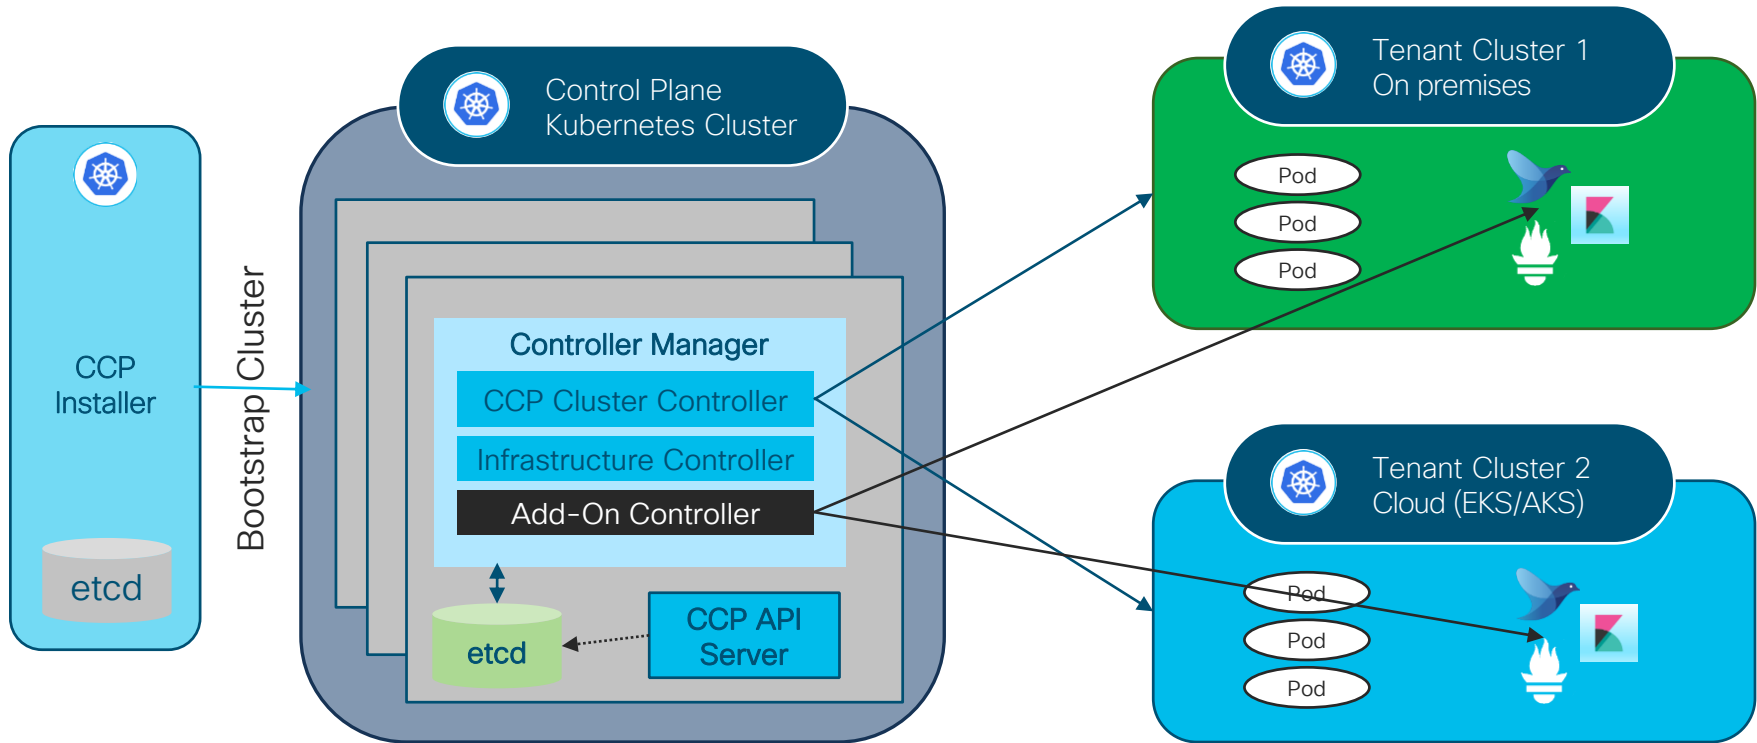 CCP
Installer
etcd
Bootstrap Cluster
Control Plane
Kubernetes Cluster
Controller Manager
CCP Cluster Controller
Infrastructure Controller
Add-On Controller
etcd
CCP API
Server
Tenant Cluster 1
On premises
Pod
Pod
Pod
Tenant Cluster 2
Cloud (EKS/AKS)
Pod
Pod
Pod